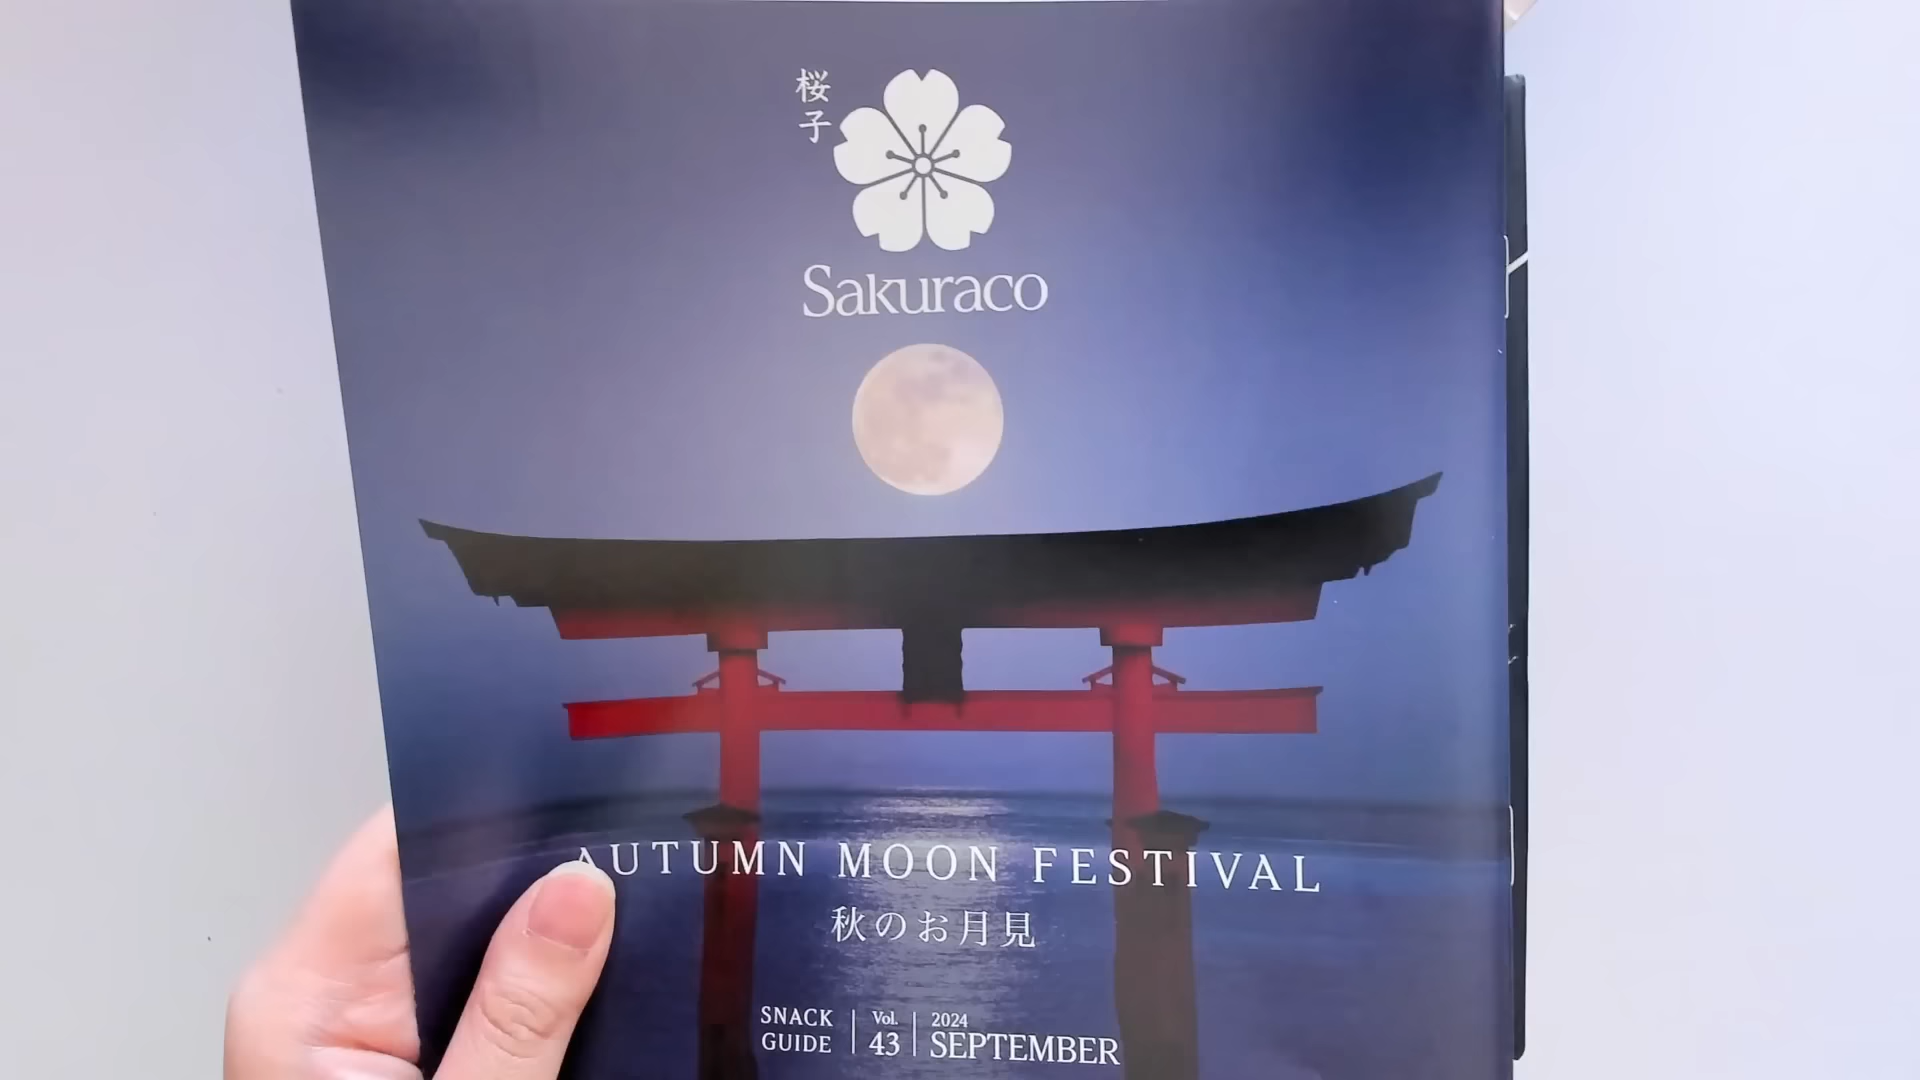 桜子
Sakuraco
AUTUMN MOON FESTIVAL
秋のお月見
SNACK GUIDE
Vol. 43
2024 SEPTEMBER